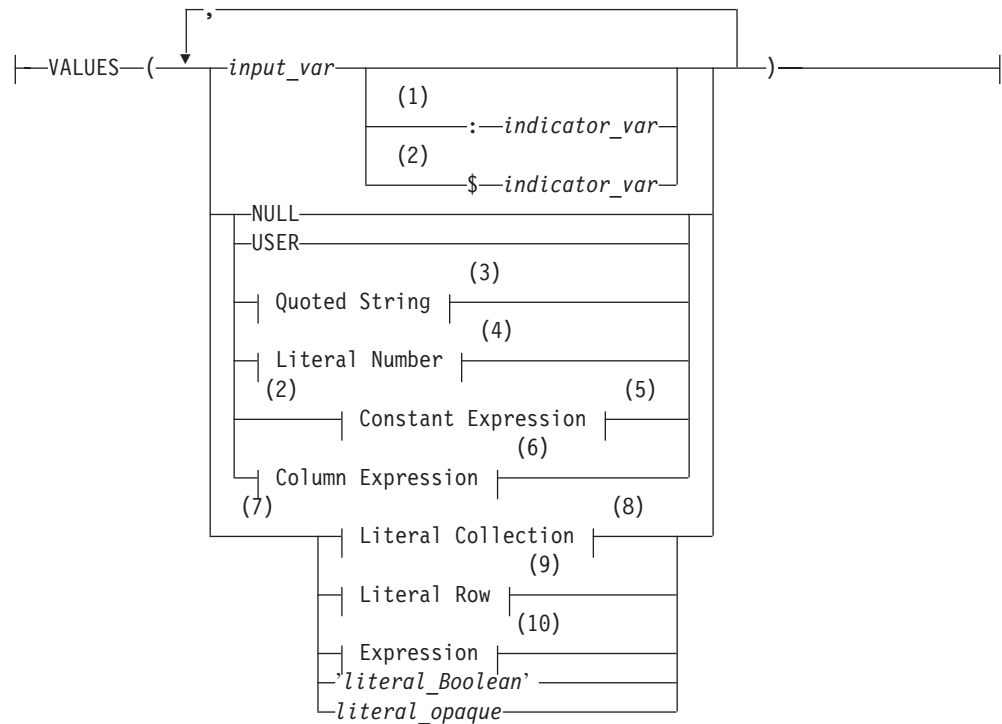 ,
VALUES ( input_var )
(1)
: indicator_var
(2)
$ indicator_var
NULL
USER
(3)
Quoted String
(4)
Literal Number
(2) (5)
Constant Expression
(6)
Column Expression
(7) (8)
Literal Collection
(9)
Literal Row
(10)
Expression
'literal_Boolean'
literal_opaque